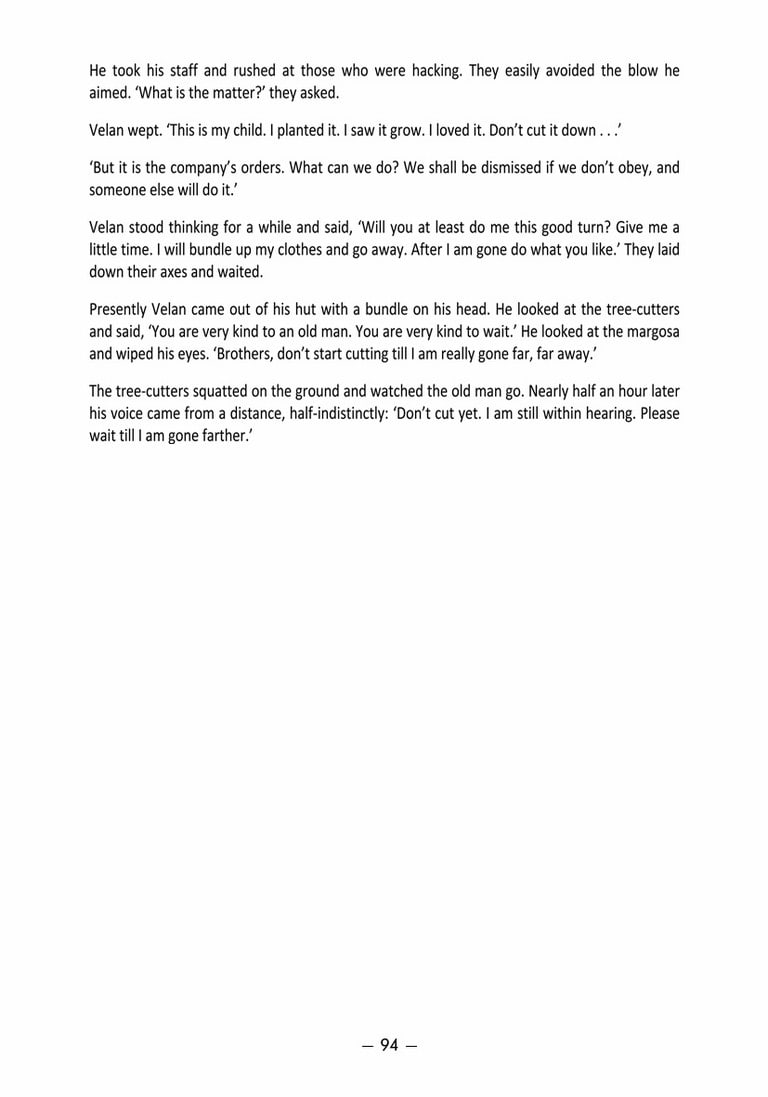 He took his staff and rushed at those who were hacking. They easily avoided the blow he
aimed. ‘What is the matter?’ they asked.
Velan wept. ‘This is my child. I planted it. I saw it grow. I loved it. Don’t cut it down . . .’
‘But it is the company’s orders. What can we do? We shall be dismissed if we don’t obey, and
someone else will do it.’
Velan stood thinking for a while and said, ‘Will you at least do me this good turn? Give me a
little time. I will bundle up my clothes and go away. After I am gone do what you like.’ They laid
down their axes and waited.
Presently Velan came out of his hut with a bundle on his head. He looked at the tree-cutters
and said, ‘You are very kind to an old man. You are very kind to wait.’ He looked at the margosa
and wiped his eyes. ‘Brothers, don’t start cutting till I am really gone far, far away.’
The tree-cutters squatted on the ground and watched the old man go. Nearly half an hour later
his voice came from a distance, half-indistinctly: ‘Don’t cut yet. I am still within hearing. Please
wait till I am gone farther.’
— 94 —